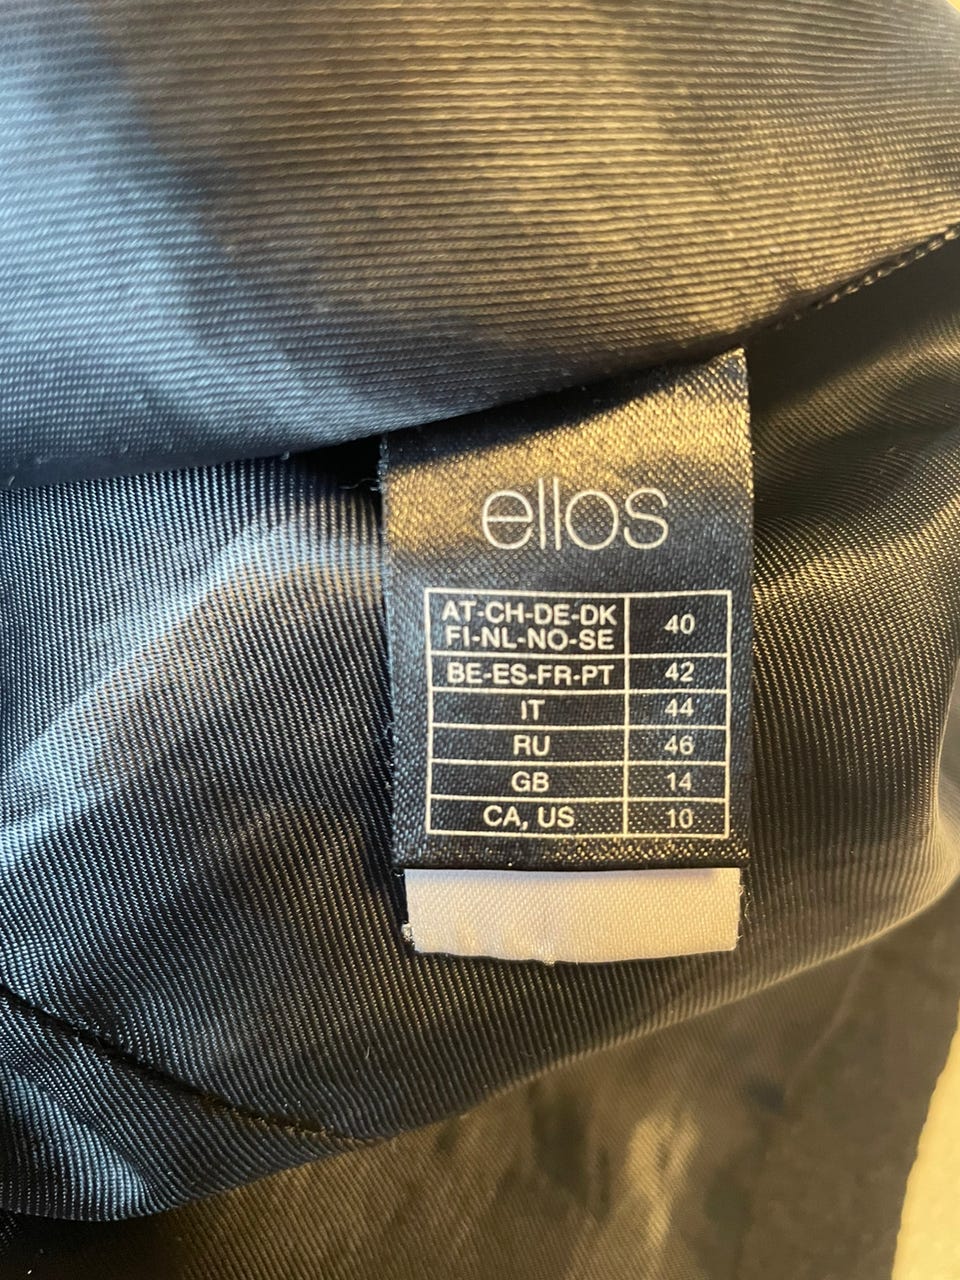 ellos
AT-CH-DE-DK
FI-NL-NO-SE 40
BE-ES-FR-PT 42
IT 44
RU 46
GB 14
CA, US 10